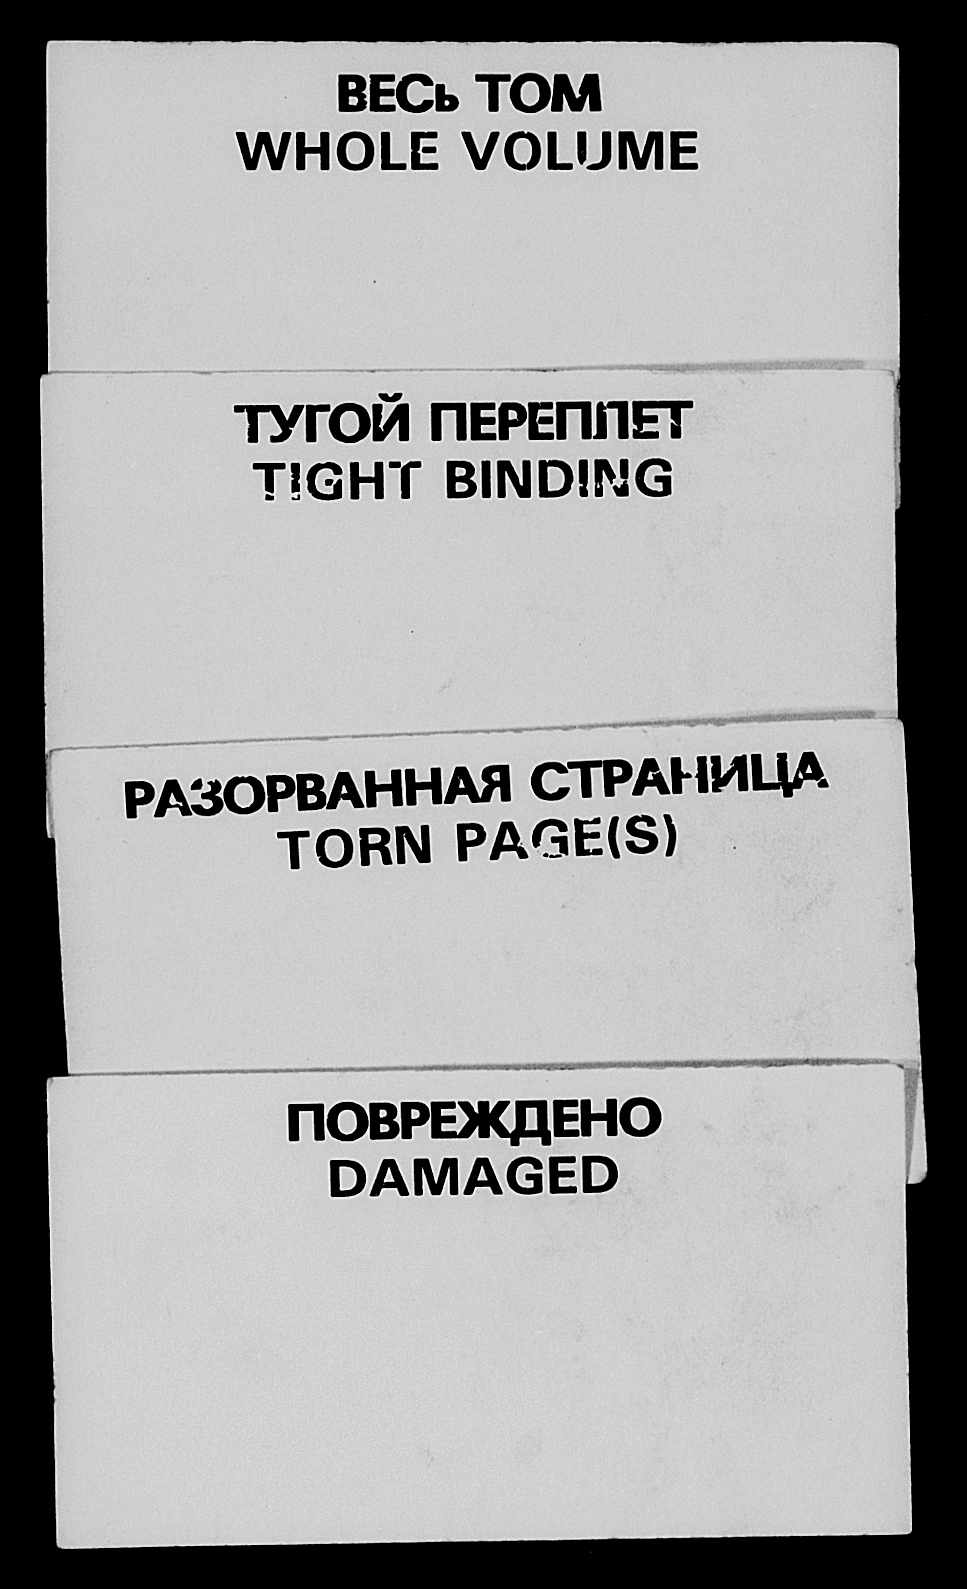 ВЕСЬ ТОМ
WHOLE VOLUME
ТУГОЙ ПЕРЕПЛЕТ
TIGHT BINDING
РАЗОРВАННАЯ СТРАНИЦА
TORN PAGE(S)
ПОВРЕЖДЕНО
DAMAGED